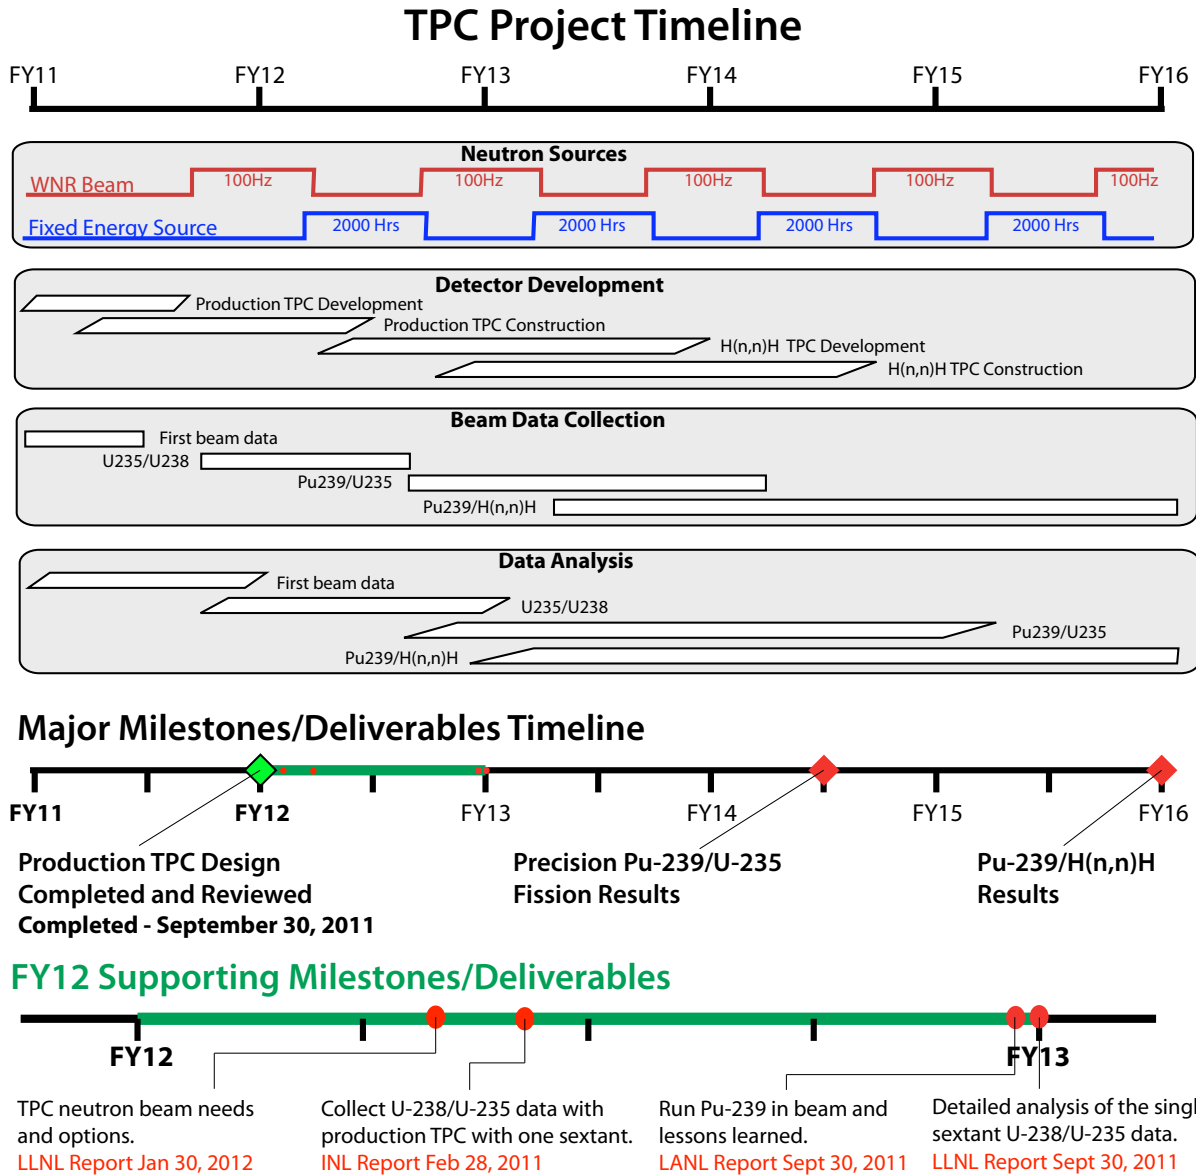 TPC Project Timeline
FY11 FY12 FY13 FY14 FY15 FY16
Neutron Sources
WNR Beam 100Hz 100Hz 100Hz 100Hz 100Hz
Fixed Energy Source 2000 Hrs 2000 Hrs 2000 Hrs 2000 Hrs
Detector Development
Production TPC Development
Production TPC Construction
H(n,n)H TPC Development
H(n,n)H TPC Construction
Beam Data Collection
First beam data
U235/U238
Pu239/U235
Pu239/H(n,n)H
Data Analysis
First beam data
U235/U238
Pu239/U235
Pu239/H(n,n)H
Major Milestones/Deliverables Timeline
FY11 FY12 FY13 FY14 FY15 FY16
Production TPC Design
Completed and Reviewed
Completed - September 30, 2011
Precision Pu-239/U-235
Fission Results
Pu-239/H(n,n)H
Results
FY12 Supporting Milestones/Deliverables
FY12 FY13
TPC neutron beam needs
and options.
LLNL Report Jan 30, 2012
Collect U-238/U-235 data with
production TPC with one sextant.
INL Report Feb 28, 2011
Run Pu-239 in beam and
lessons learned.
LANL Report Sept 30, 2011
Detailed analysis of the singl
sextant U-238/U-235 data.
LLNL Report Sept 30, 2011